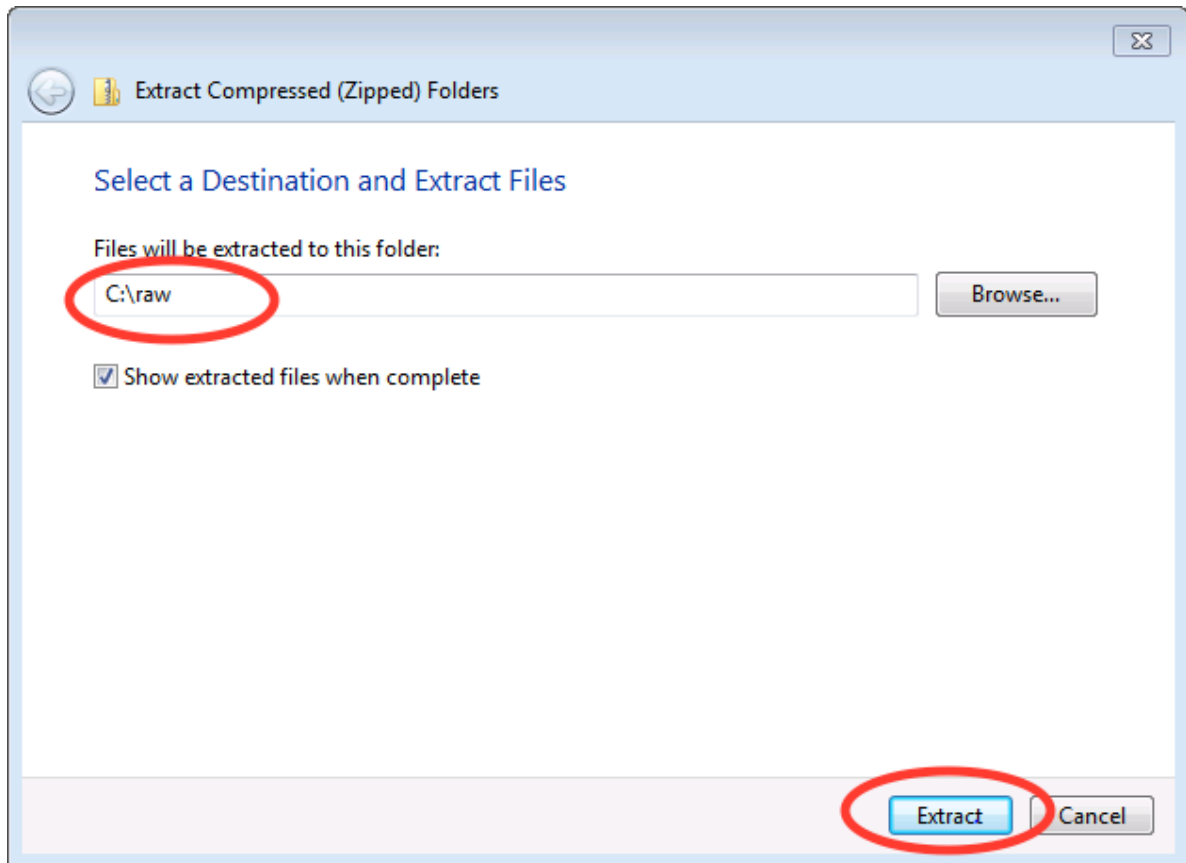 Extract Compressed (Zipped) Folders
Select a Destination and Extract Files
Files will be extracted to this folder:
C:\raw
Browse...
Show extracted files when complete
Extract
Cancel